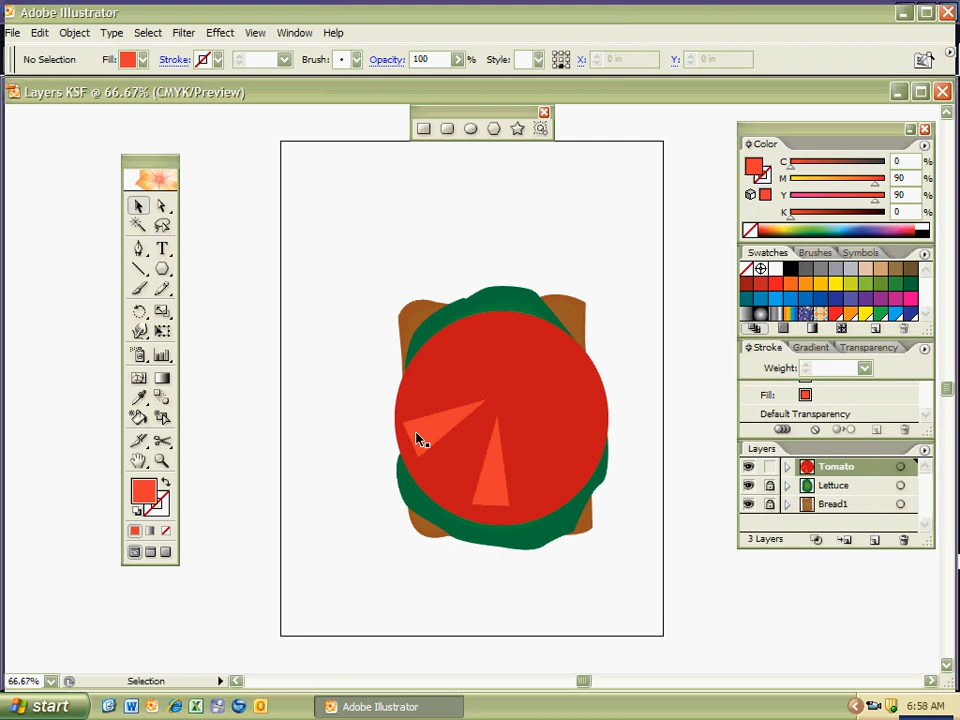 Adobe Illustrator
File Edit Object Type Select Filter Effect View Window Help
No Selection Fill: Stroke: Brush: Opacity: 100 % Style: X: 0 in Y: 0 in
Layers KSF @ 66.67% (CMYK/Preview)
Color
C 0 %
M 90 %
Y 90 %
K 0 %
Swatches Brushes Symbols
Stroke Gradient Transparency
Weight:
Fill:
Default Transparency
Layers
Tomato
Lettuce
Bread1
3 Layers
66.67% Selection
start Adobe Illustrator 6:58 AM